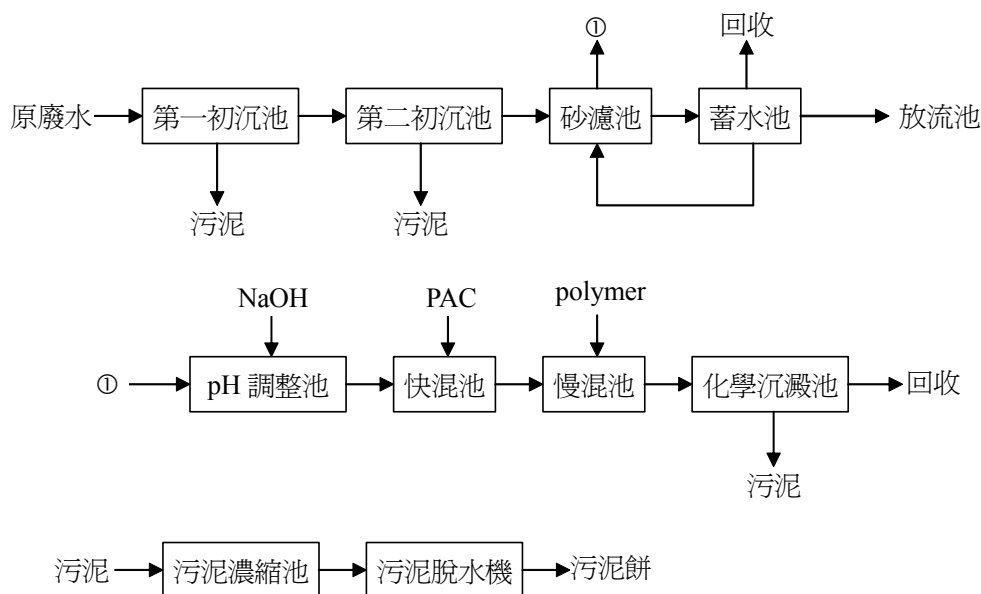 ① 回收
原廢水 第一初沉池 第二初沉池 砂濾池 蓄水池 放流池
污泥 污泥
NaOH PAC polymer
① pH 調整池 快混池 慢混池 化學沉澱池 回收
污泥
污泥 污泥濃縮池 污泥脫水機 污泥餅